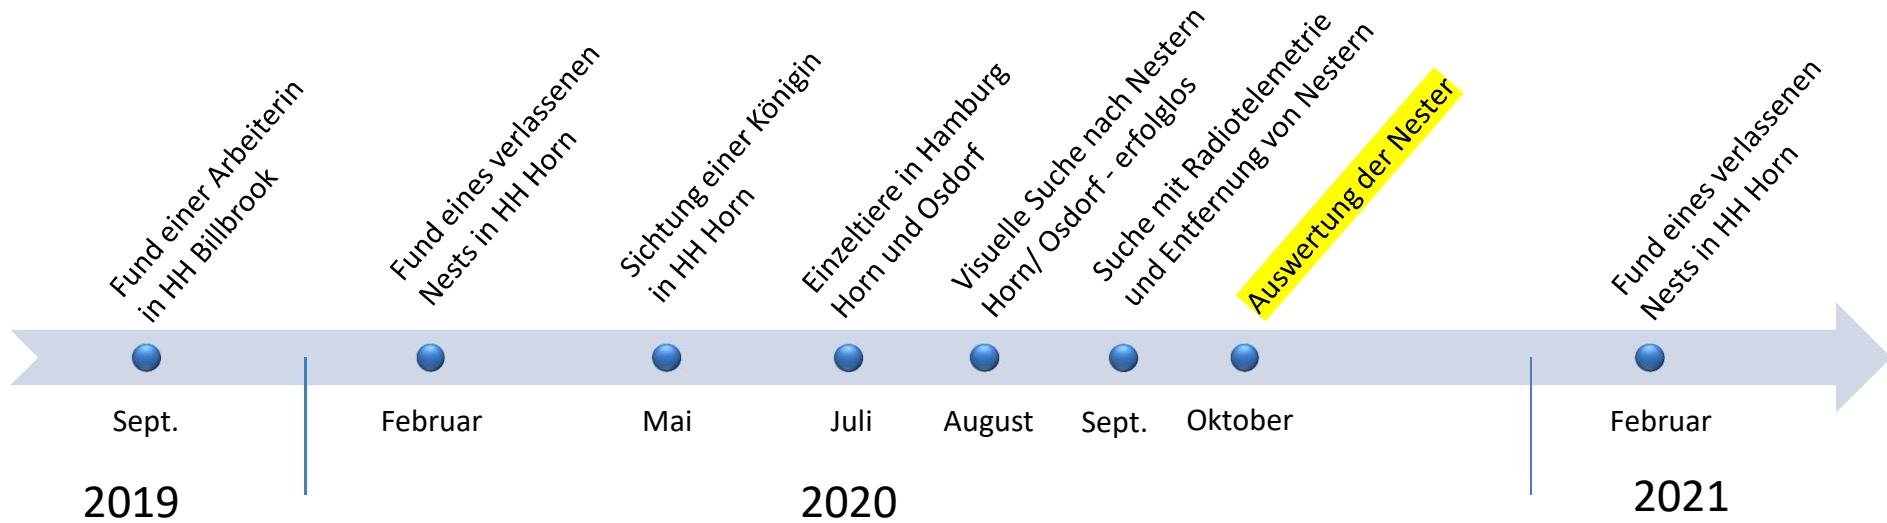 Fund einer Arbeiterin
in HH Billbrook
Fund eines verlassenen
Nests in HH Horn
Sichtung einer Königin
in HH Horn
Einzeltiere in Hamburg
Horn und Osdorf
Visuelle Suche nach Nestern
Horn/ Osdorf - erfolglos
Suche mit Radiotelemetrie
und Entfernung von Nestern
Auswertung der Nester
Fund eines verlassenen
Nests in HH Horn
Sept.
Februar
Mai
Juli
August
Sept.
Oktober
Februar
2019
2020
2021